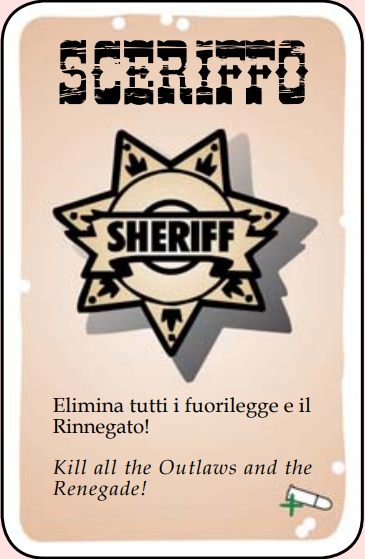 SCERIFFO
SHERIFF
Elimina tutti i fuorilegge e il
Rinnegato!
Kill all the Outlaws and the
Renegade!